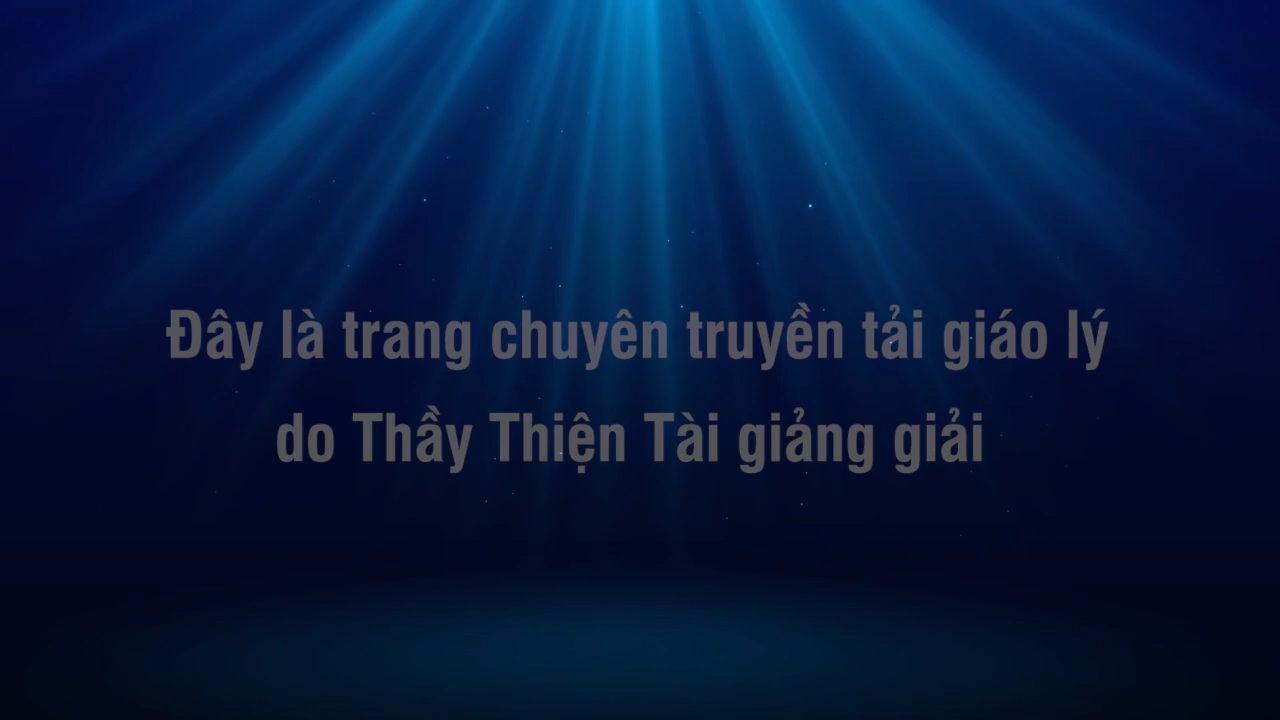 Đây là trang chuyên truyền tải giáo lý
do Thầy Thiện Tài giảng giải